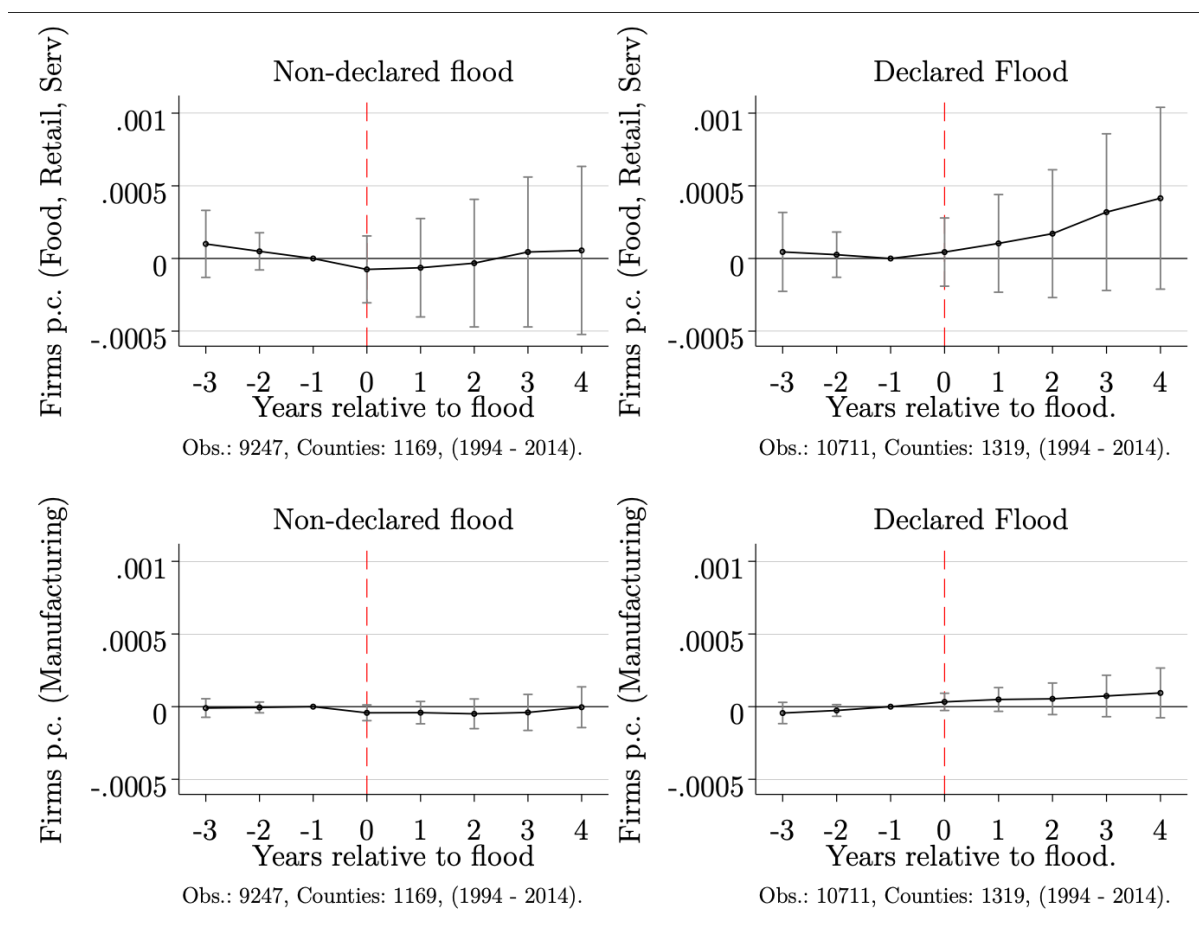 Non-declared flood
Firms p.c. (Food, Retail, Serv)
.001
.0005
0
-.0005
-3 -2 -1 0 1 2 3 4
Years relative to flood
Obs.: 9247, Counties: 1169, (1994 - 2014).
Declared Flood
Firms p.c. (Food, Retail, Serv)
.001
.0005
0
-.0005
-3 -2 -1 0 1 2 3 4
Years relative to flood.
Obs.: 10711, Counties: 1319, (1994 - 2014).
Non-declared flood
Firms p.c. (Manufacturing)
.001
.0005
0
-.0005
-3 -2 -1 0 1 2 3 4
Years relative to flood
Obs.: 9247, Counties: 1169, (1994 - 2014).
Declared Flood
Firms p.c. (Manufacturing)
.001
.0005
0
-.0005
-3 -2 -1 0 1 2 3 4
Years relative to flood.
Obs.: 10711, Counties: 1319, (1994 - 2014).